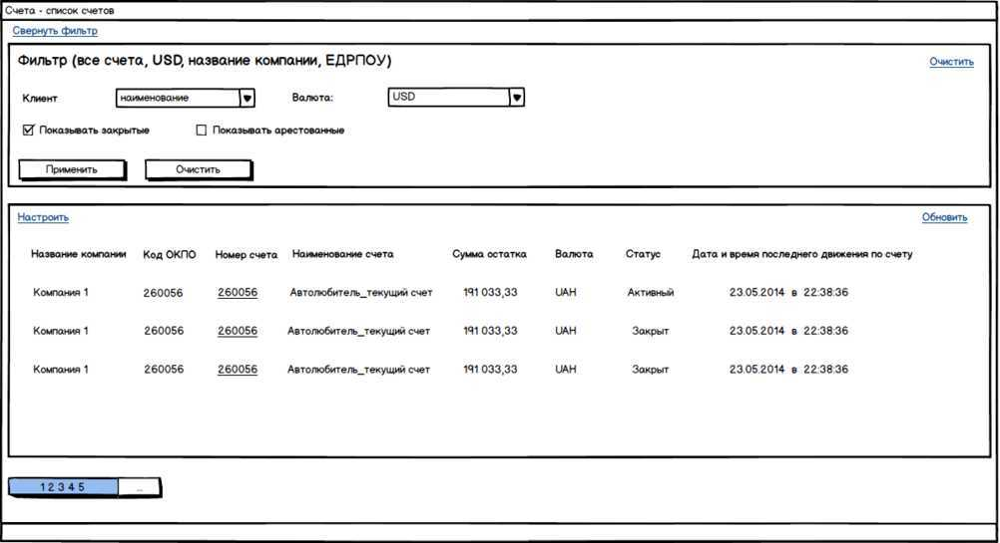 Счета - список счетов
Свернуть фильтр
Фильтр (все счета, USD, название компании, ЕДРПОУ)
Очистить
Клиент наименование Валюта: USD
Показывать закрытые Показывать арестованные
Применить Очистить
Настроить Обновить
Название компании Код ОКПО Номер счета Наименование счета Сумма остатка Валюта Статус Дата и время последнего движения по счету
Компания 1 260056 260056 Автолюбитель_текущий счет 191 033,33 UAH Активный 23.05.2014 в 22:38:36
Компания 1 260056 260056 Автолюбитель_текущий счет 191 033,33 UAH Закрыт 23.05.2014 в 22:38:36
Компания 1 260056 260056 Автолюбитель_текущий счет 191 033,33 UAH Закрыт 23.05.2014 в 22:38:36
1 2 3 4 5 ...